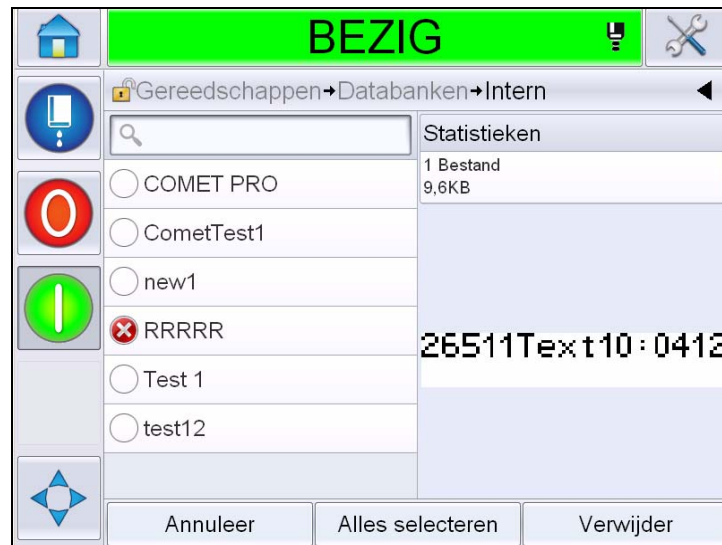 BEZIG
Gereedschappen→Databanken→Intern
Statistieken
1 Bestand
9,6KB
COMET PRO
CometTest1
new1
RRRRR
Test 1
test12
26511Text10:0412
Annuleer
Alles selecteren
Verwijder